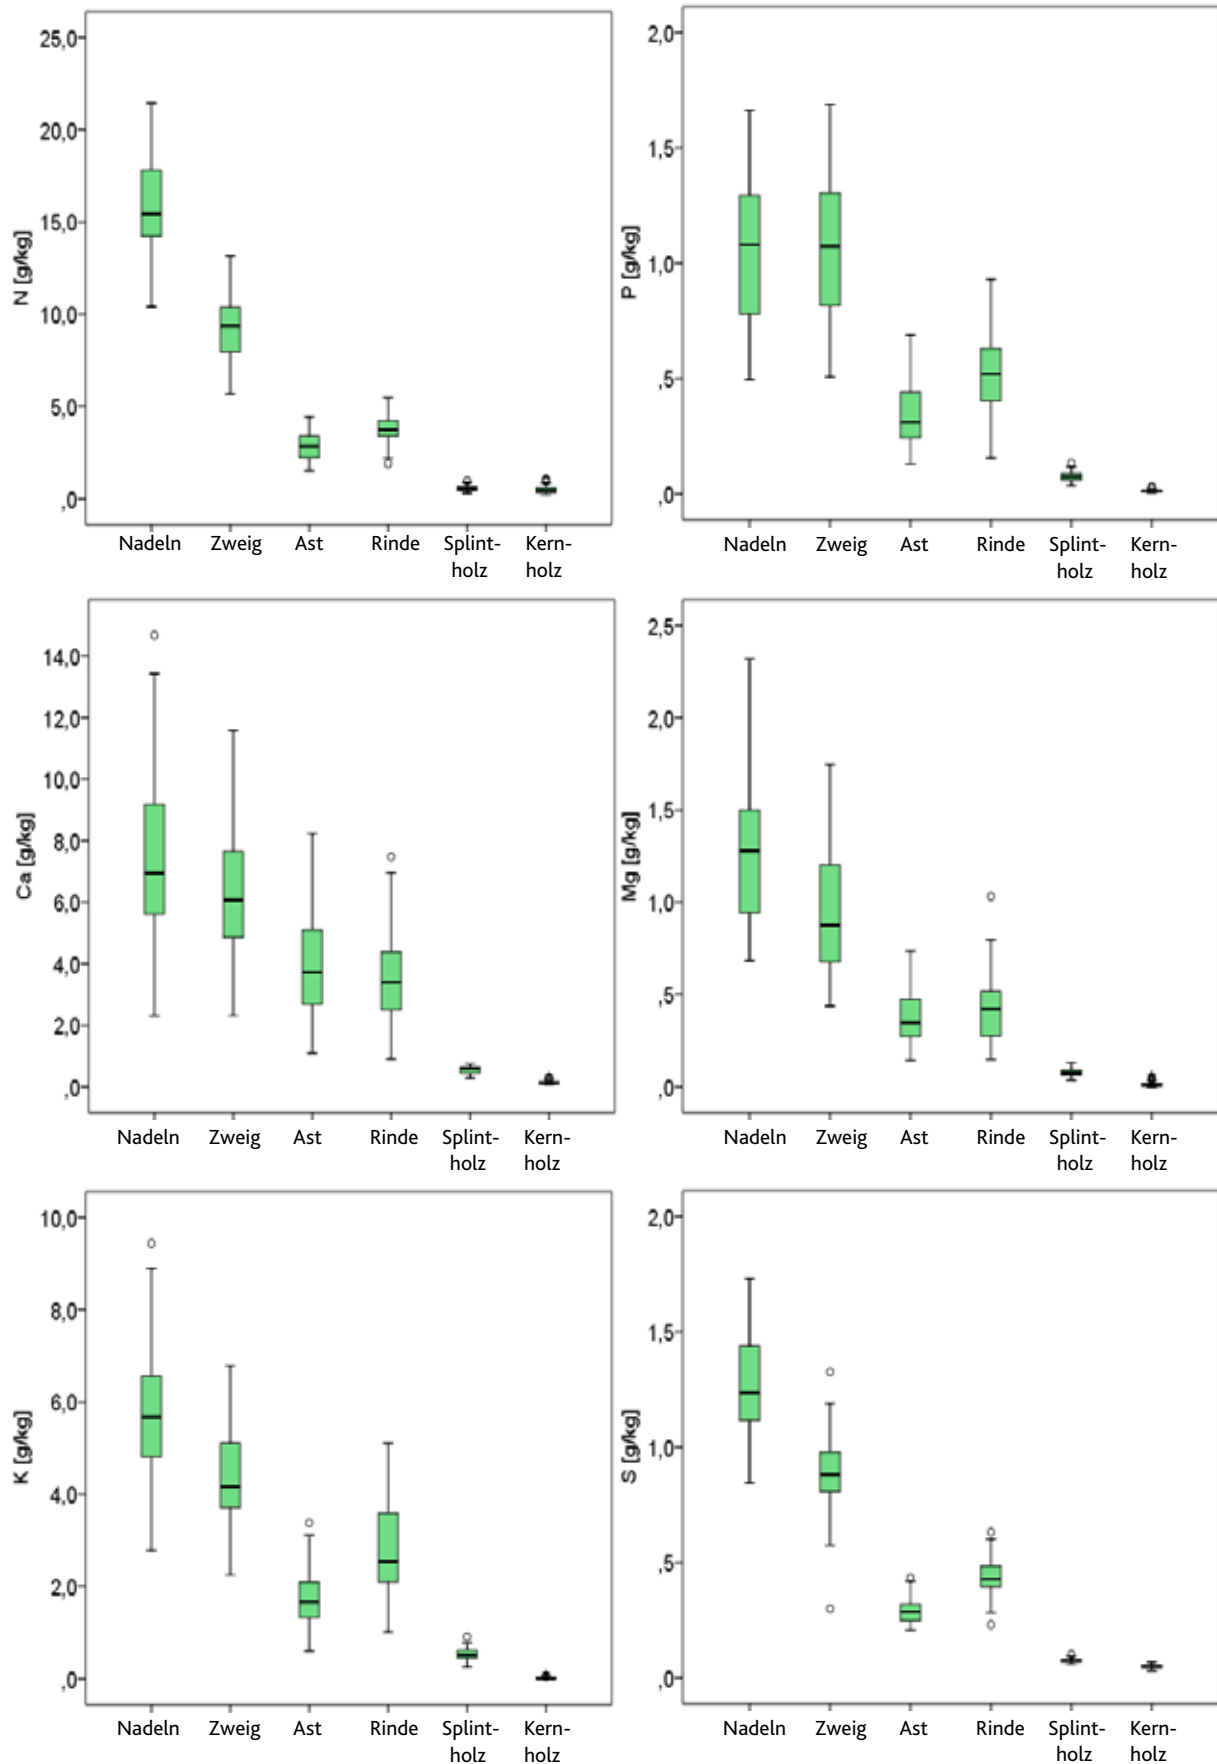 25,0
20,0
15,0
10,0
5,0
,0
N [g/kg]
Nadeln Zweig Ast Rinde Splint- Kern-
holz holz
2,0
1,5
1,0
,5
,0
P [g/kg]
Nadeln Zweig Ast Rinde Splint- Kern-
holz holz
14,0
12,0
10,0
8,0
6,0
4,0
2,0
,0
Ca [g/kg]
Nadeln Zweig Ast Rinde Splint- Kern-
holz holz
2,5
2,0
1,5
1,0
,5
,0
Mg [g/kg]
Nadeln Zweig Ast Rinde Splint- Kern-
holz holz
10,0
8,0
6,0
4,0
2,0
,0
K [g/kg]
Nadeln Zweig Ast Rinde Splint- Kern-
holz holz
2,0
1,5
1,0
,5
,0
S [g/kg]
Nadeln Zweig Ast Rinde Splint- Kern-
holz holz